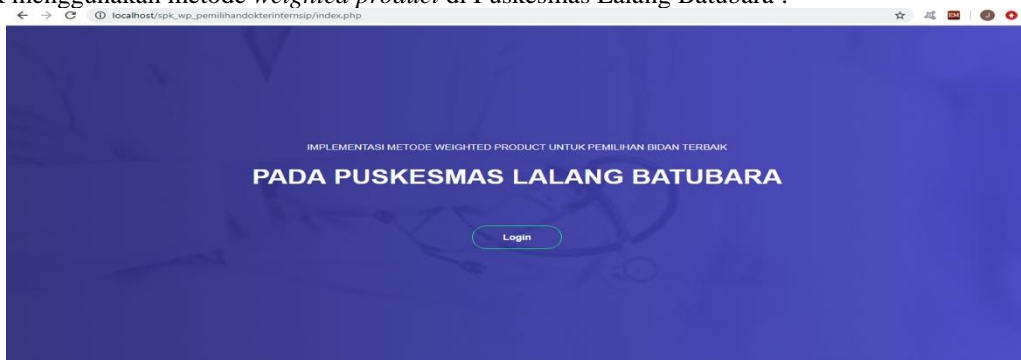 menggunakan metode weighted product di Puskesmas Lalang Batubara :
localhost/spk_wp_pemilihandokterinternsip/index.php
IMPLEMENTASI METODE WEIGHTED PRODUCT UNTUK PEMILIHAN BIDAN TERBAIK
PADA PUSKESMAS LALANG BATUBARA
Login